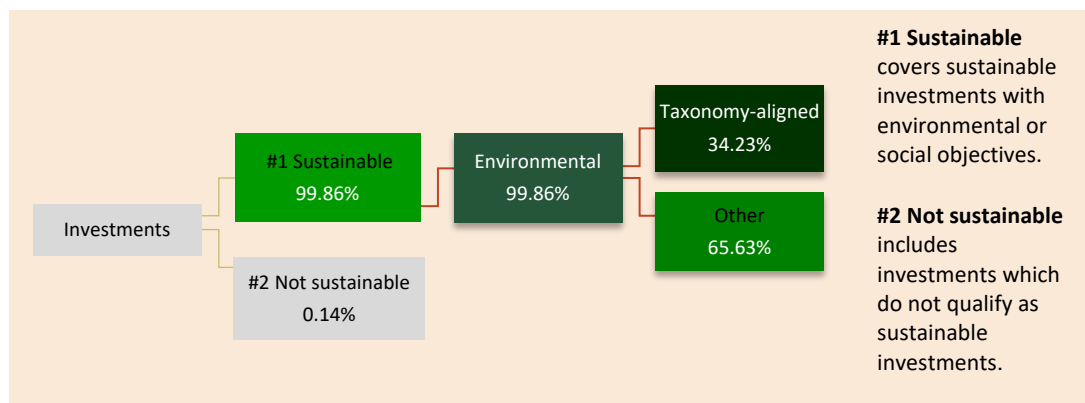 Investments
#1 Sustainable
99.86%
#2 Not sustainable
0.14%
Environmental
99.86%
Taxonomy-aligned
34.23%
Other
65.63%
#1 Sustainable
covers sustainable
investments with
environmental or
social objectives.
#2 Not sustainable
includes
investments which
do not qualify as
sustainable
investments.